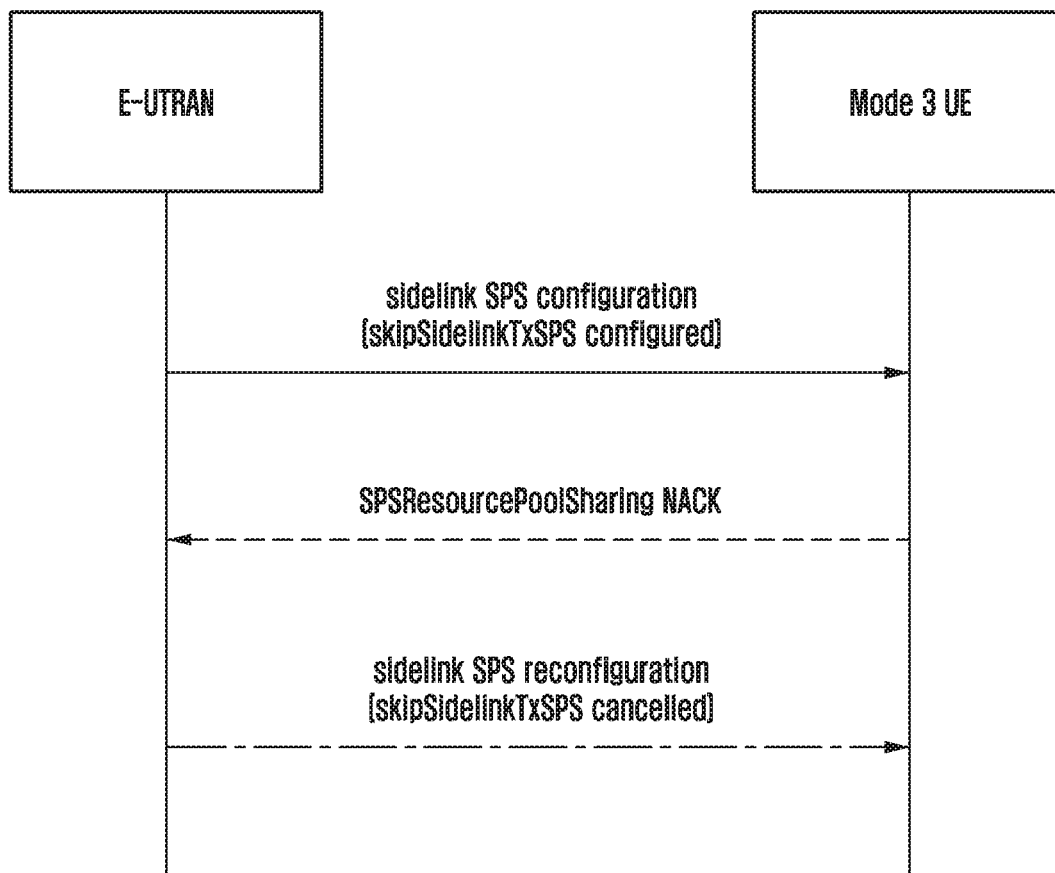 E-UTRAN
Mode 3 UE
sidelink SPS configuration
(skipSidelinkTxSPS configured)
SPSResourcePoolSharing NACK
sidelink SPS reconfiguration
(skipSidelinkTxSPS cancelled)